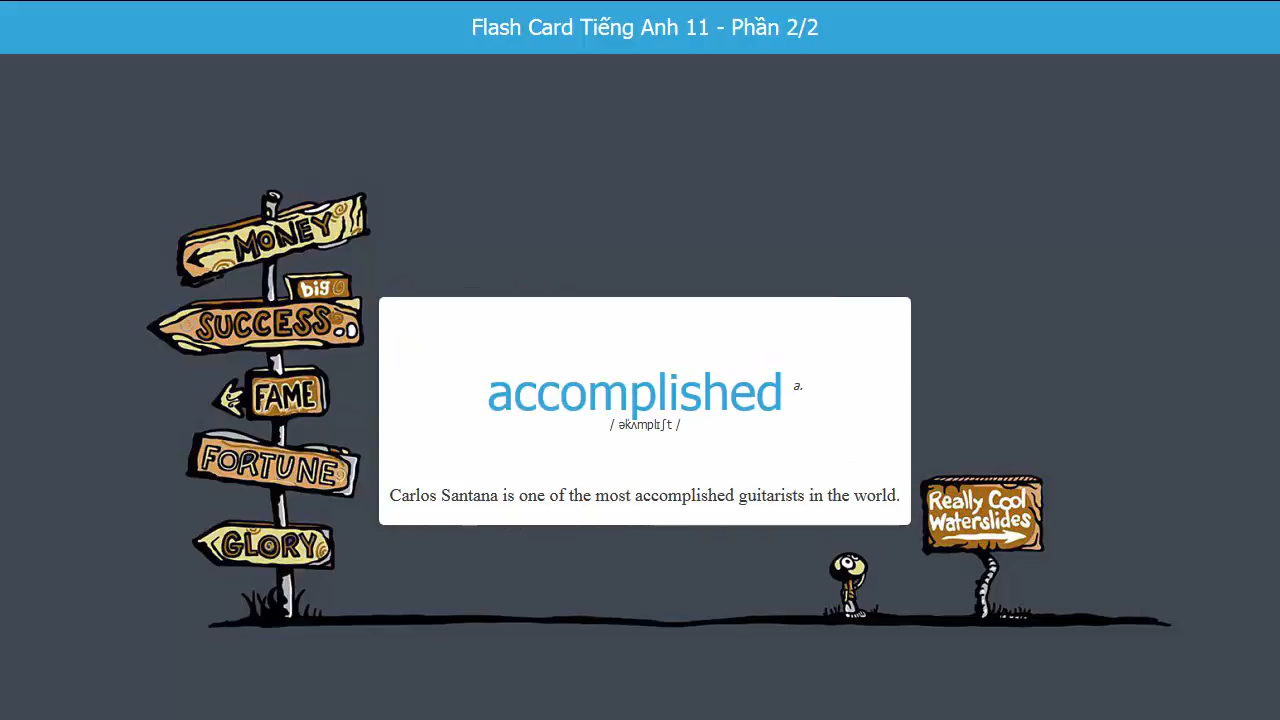 Flash Card Tiếng Anh 11 - Phần 2/2
MONEY
big
SUCCESS
FAME
FORTUNE
GLORY
accomplished a.
/ əkʌmplɪʃt /
Carlos Santana is one of the most accomplished guitarists in the world.
Really Cool
Waterslides